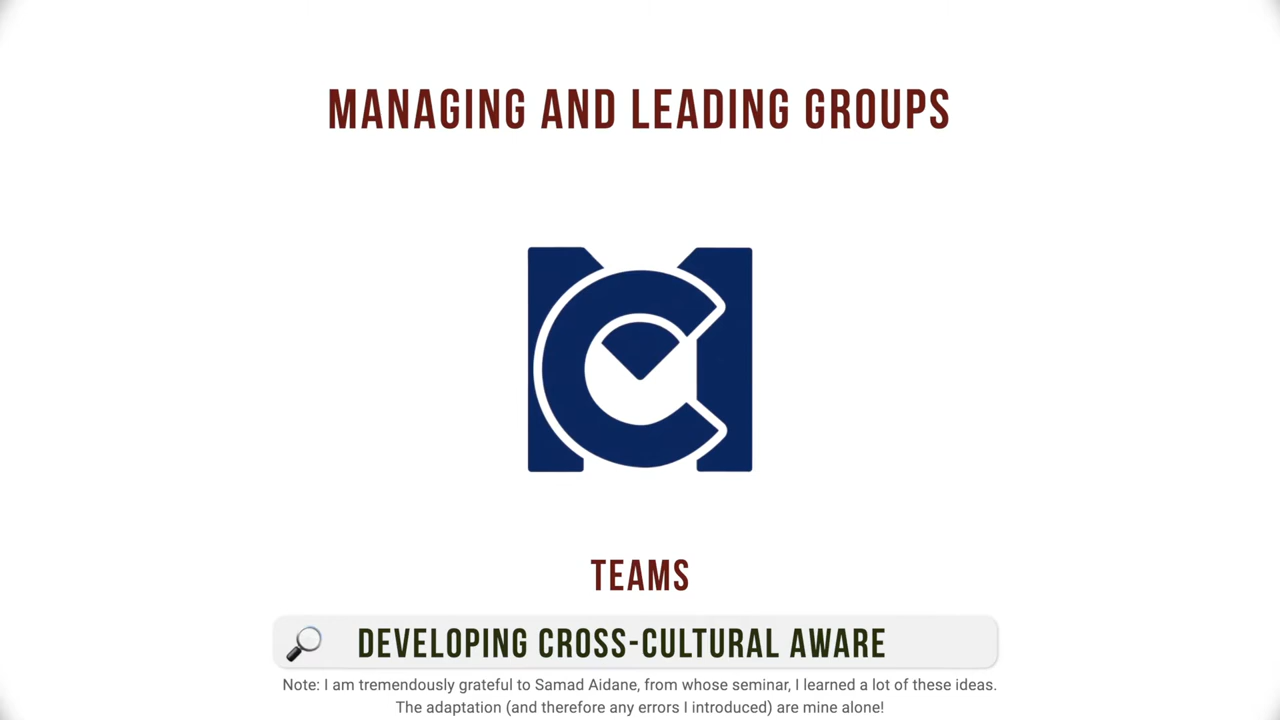 MANAGING AND LEADING GROUPS
TEAMS
DEVELOPING CROSS-CULTURAL AWARE
Note: I am tremendously grateful to Samad Aidane, from whose seminar, I learned a lot of these ideas.
The adaptation (and therefore any errors I introduced) are mine alone!